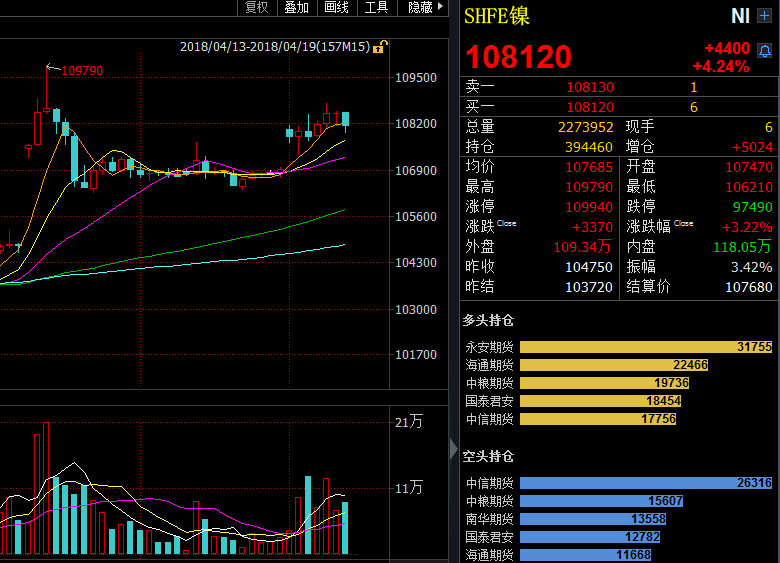 复权 叠加 画线 工具 隐藏
2018/04/13-2018/04/19(157M15)
109790
109500
108200
106900
105600
104300
103000
101700
21万
11万
SHFE镍 NI
108120 +4400
+4.24%
卖一 108130 1
买一 108120 6
总量 2273952 现手 6
持仓 394460 增仓 +5024
均价 107685 开盘 107470
最高 109790 最低 106210
涨停 109940 跌停 97490
涨跌 Close +3370 涨跌幅 Close +3.22%
外盘 109.34万 内盘 118.05万
昨收 104750 振幅 3.42%
昨结 103720 结算价 107680
多头持仓
永安期货 31755
海通期货 22466
中粮期货 19736
国泰君安 18454
中信期货 17756
空头持仓
中信期货 26316
中粮期货 15607
南华期货 13558
国泰君安 12782
海通期货 11668